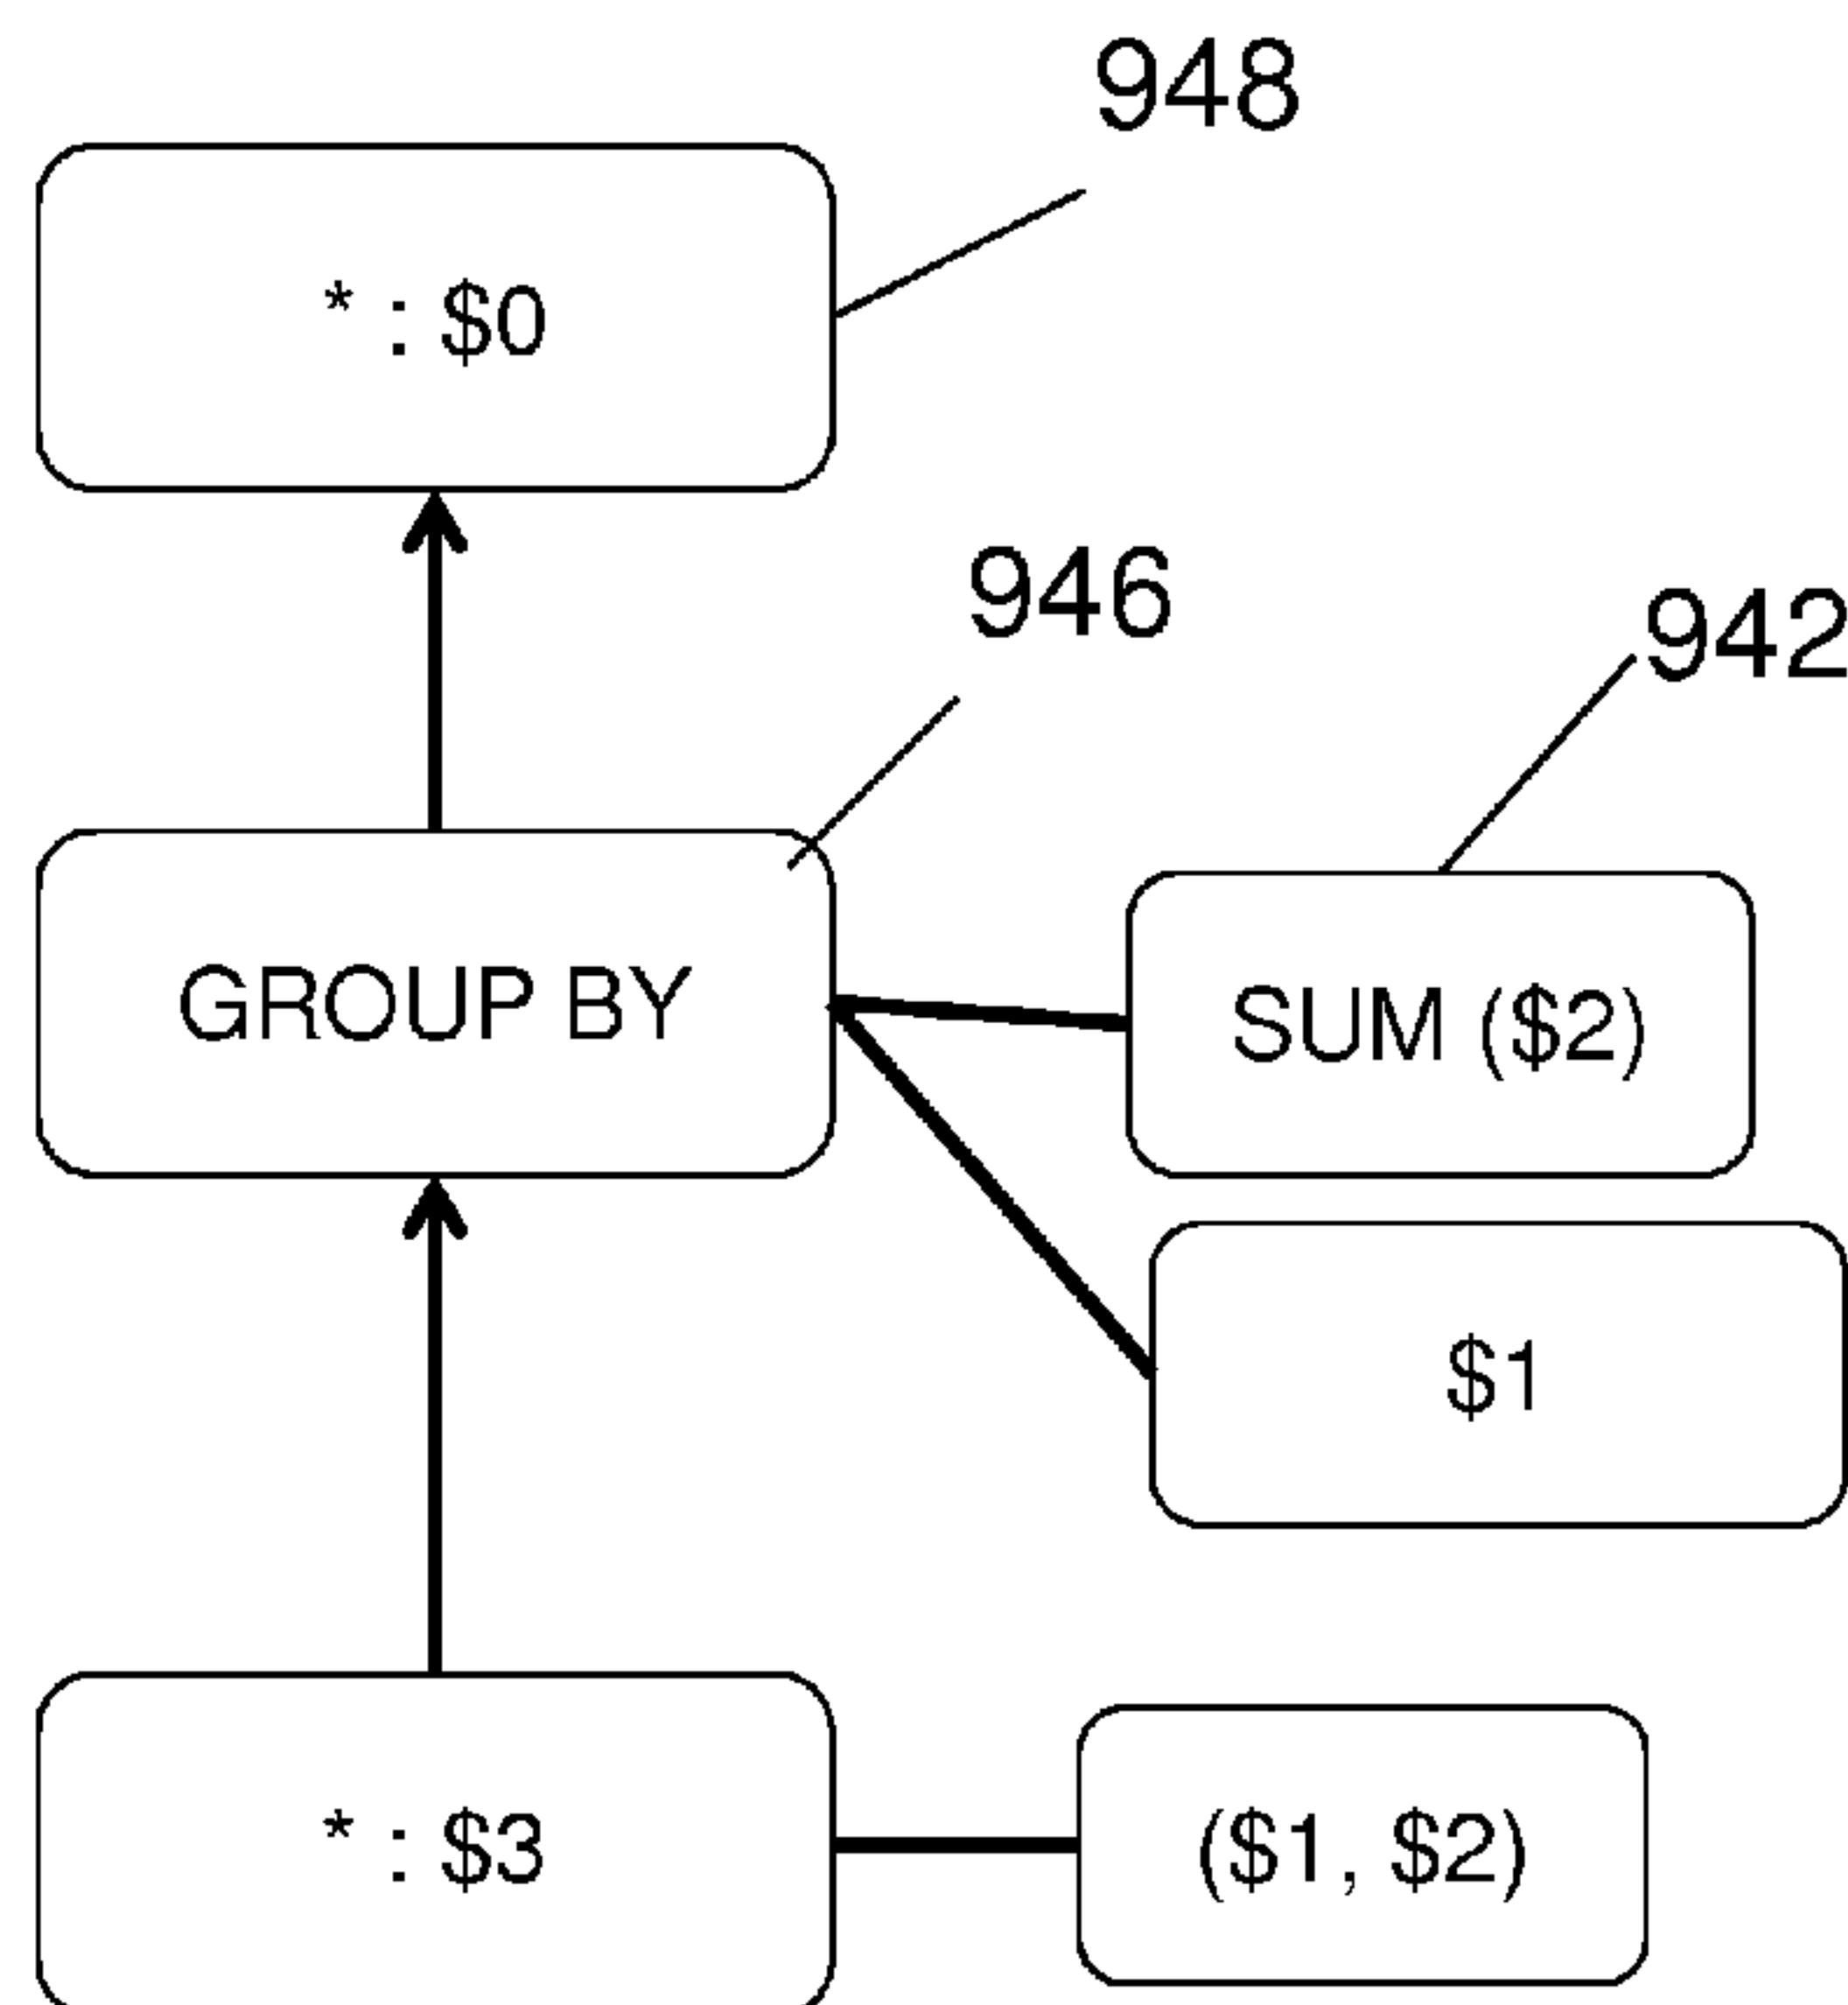 948
* : $0
946
942
GROUP BY
SUM ($2)
$1
* : $3
($1, $2)